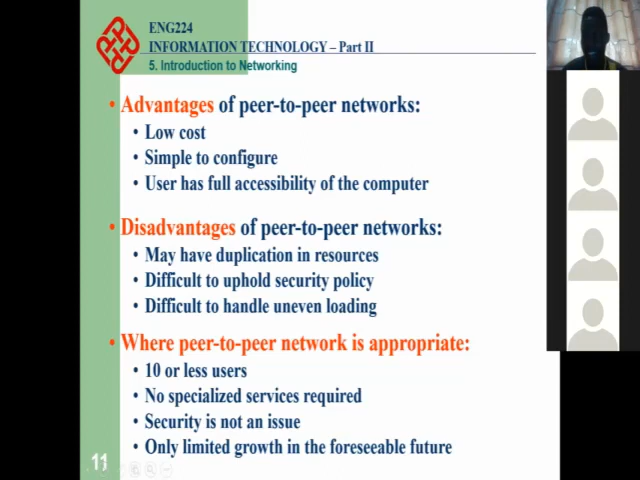 ENG224
INFORMATION TECHNOLOGY – Part II
5. Introduction to Networking
• Advantages of peer-to-peer networks:
• Low cost
• Simple to configure
• User has full accessibility of the computer
• Disadvantages of peer-to-peer networks:
• May have duplication in resources
• Difficult to uphold security policy
• Difficult to handle uneven loading
• Where peer-to-peer network is appropriate:
• 10 or less users
• No specialized services required
• Security is not an issue
• Only limited growth in the foreseeable future
11